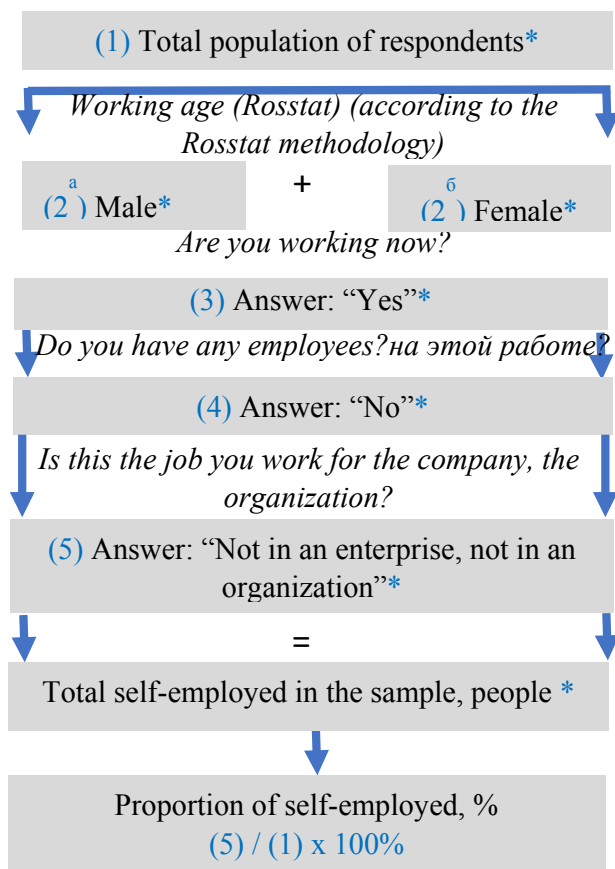 (1) Total population of respondents*
Working age (Rosstat) (according to the
Rosstat methodology)
(2а) Male*
+
(2б) Female*
Are you working now?
(3) Answer: “Yes”*
Do you have any employees?на этой работе?
(4) Answer: “No”*
Is this the job you work for the company, the
organization?
(5) Answer: “Not in an enterprise, not in an
organization”*
=
Total self-employed in the sample, people *
Proportion of self-employed, %
(5) / (1) x 100%